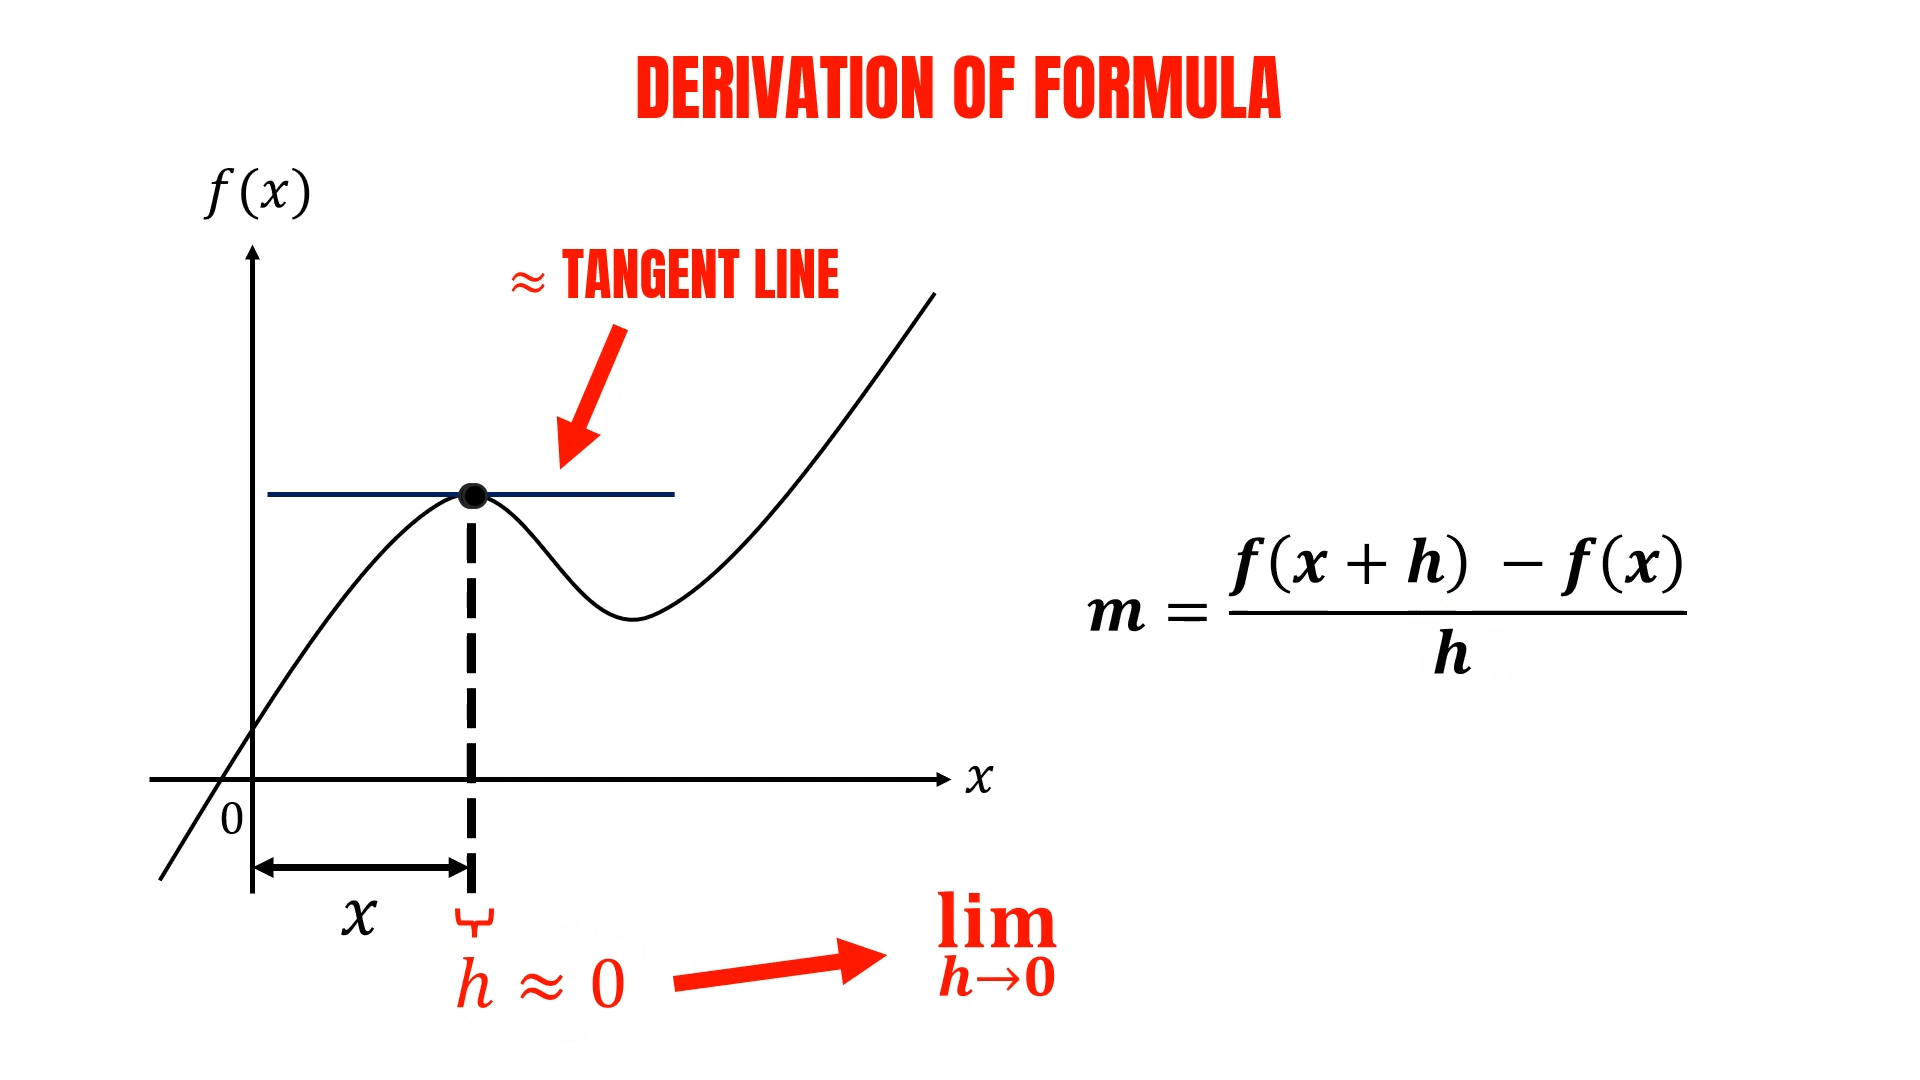 DERIVATION OF FORMULA
f(x)
≈ TANGENT LINE
m = f(x + h) − f(x)
h
x
0
x
h ≈ 0
lim
h→0